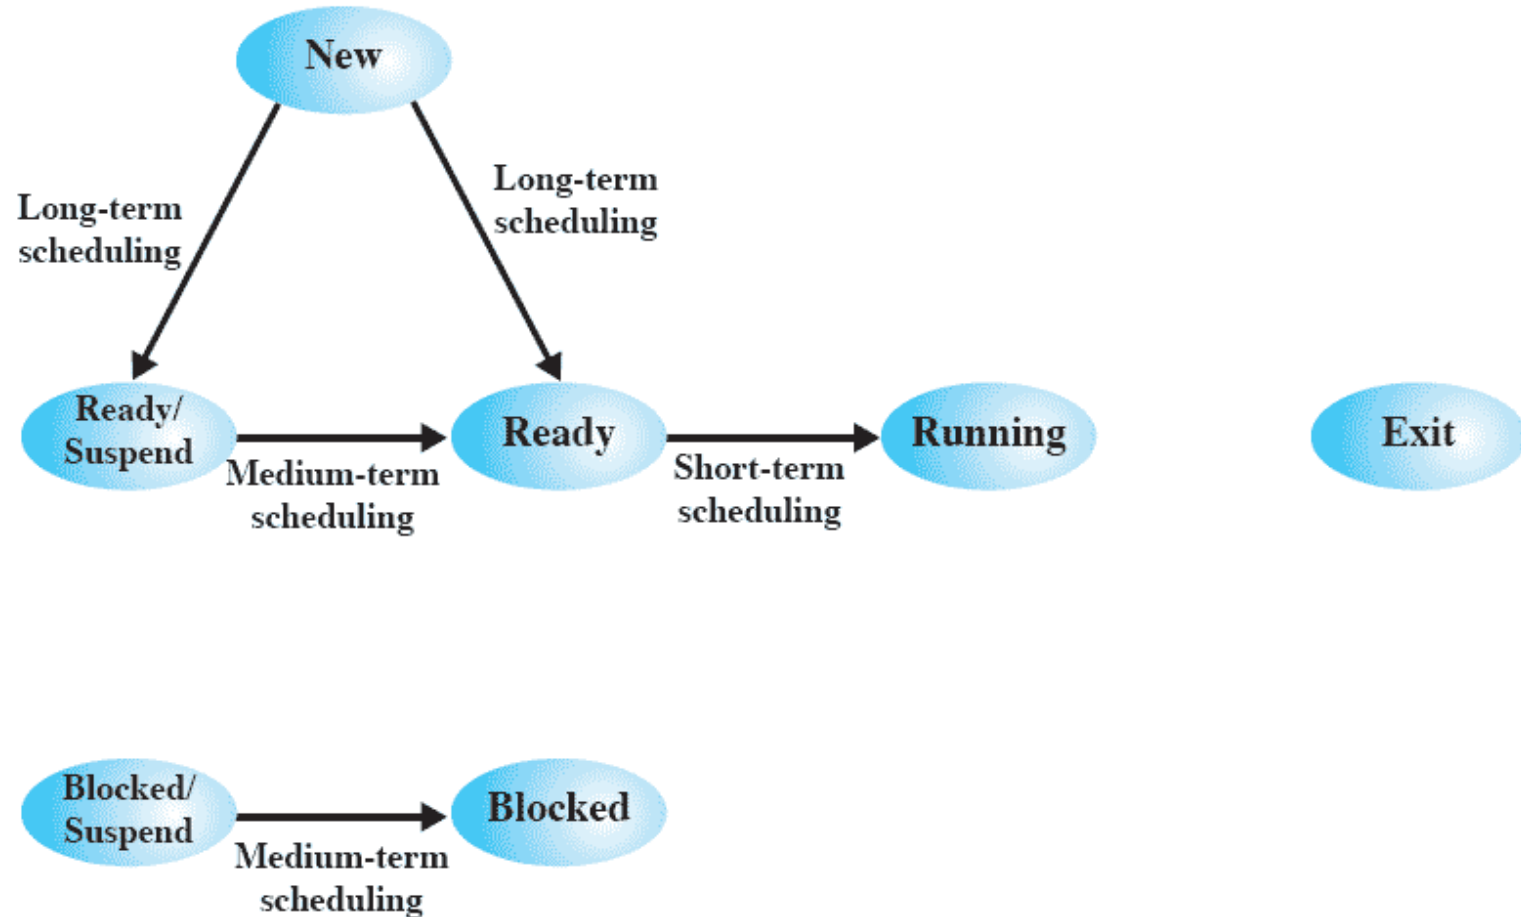 New
Long-term
scheduling
Long-term
scheduling
Ready/
Suspend
Medium-term
scheduling
Ready
Short-term
scheduling
Running
Exit
Blocked/
Suspend
Medium-term
scheduling
Blocked